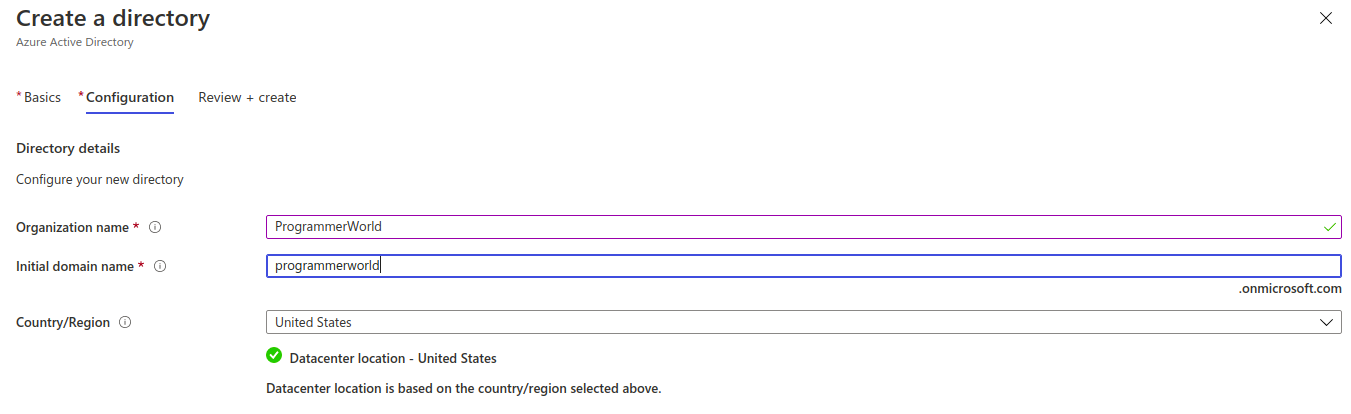 Create a directory
Azure Active Directory
* Basics * Configuration Review + create
Directory details
Configure your new directory
Organization name * ProgrammerWorld
Initial domain name * programmerworld
.onmicrosoft.com
Country/Region United States
Datacenter location - United States
Datacenter location is based on the country/region selected above.